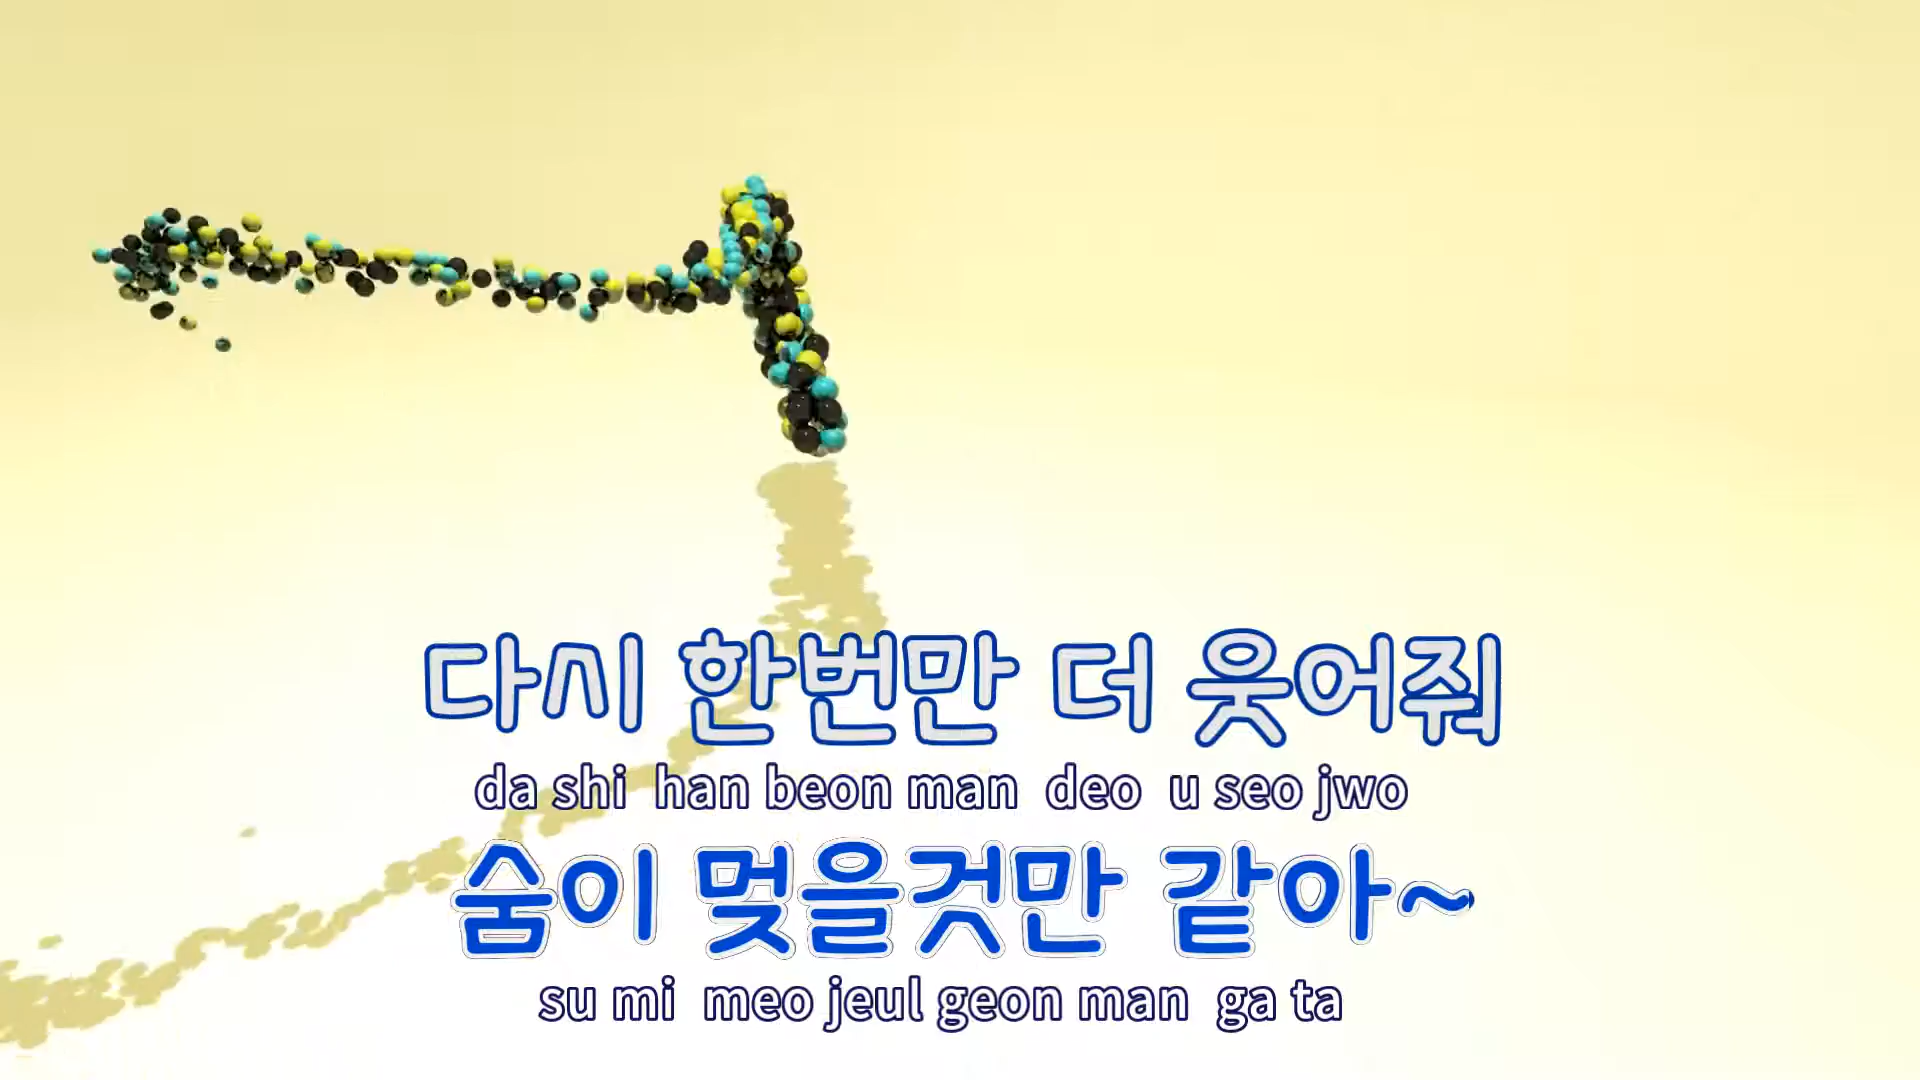 다시 한번만 더 웃어줘
da shi han beon man deo u seo jwo
숨이 멎을것만 같아~
su mi meo jeul geon man ga ta